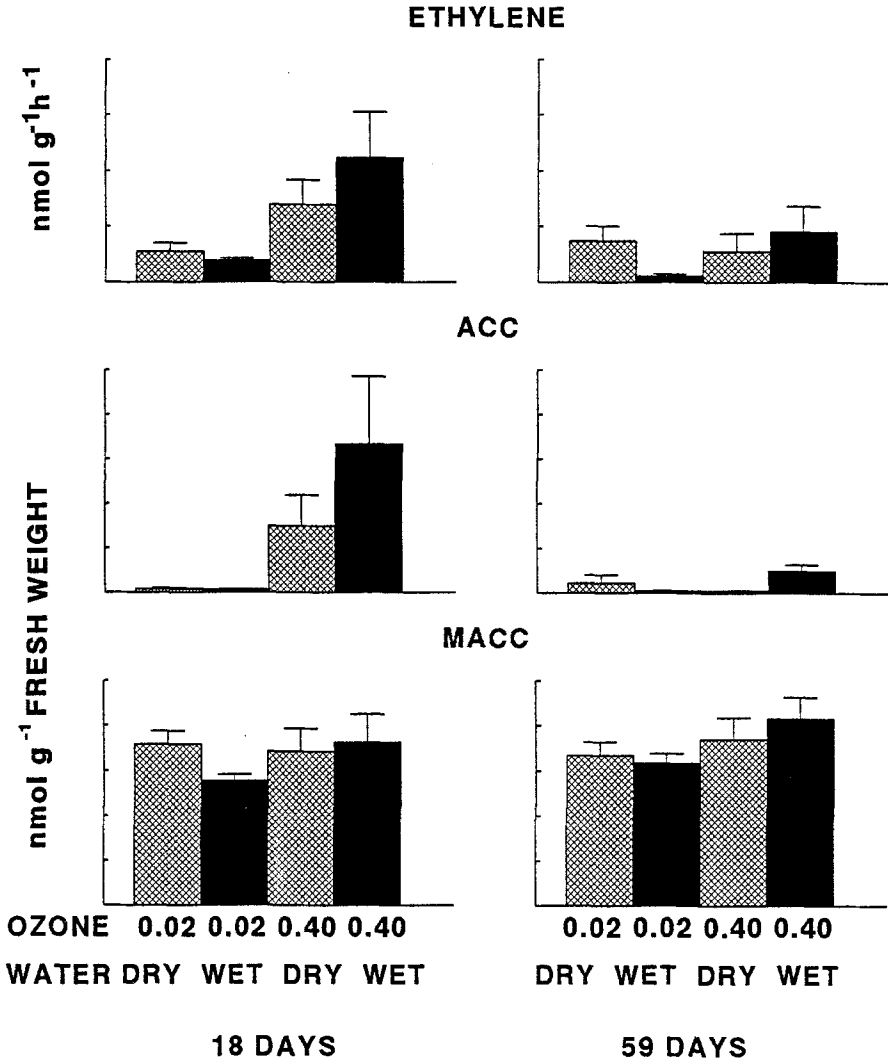 ETHYLENE
nmol g⁻¹h⁻¹
ACC
nmol g⁻¹ FRESH WEIGHT
MACC
OZONE 0.02 0.02 0.40 0.40 0.02 0.02 0.40 0.40
WATER DRY WET DRY WET DRY WET DRY WET
18 DAYS 59 DAYS